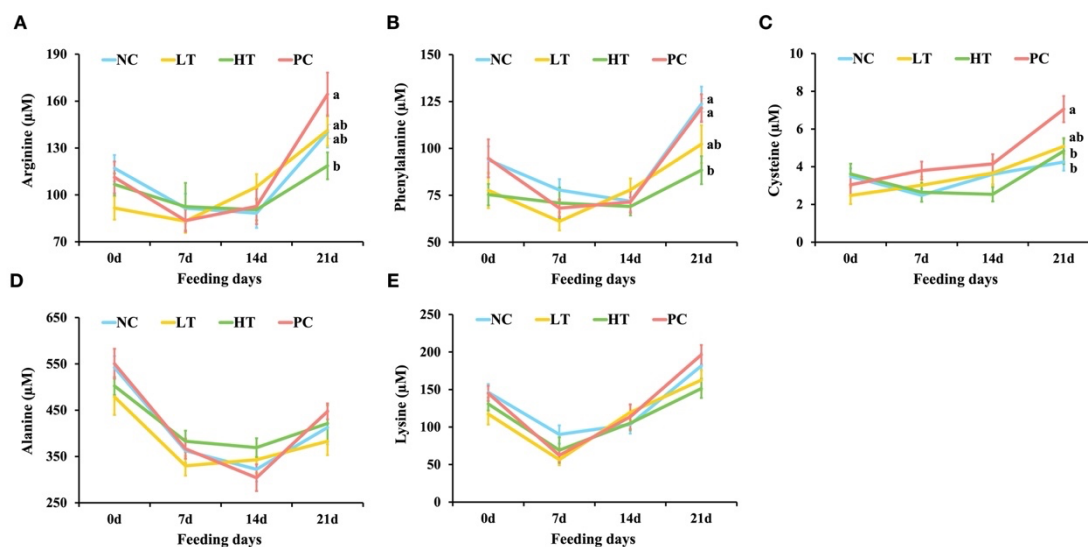 A
190
160
130
100
70
Arginine (µM)
NC LT HT PC
a
ab
ab
b
0d 7d 14d 21d
Feeding days
B
150
125
100
75
50
Phenylalanine (µM)
NC LT HT PC
a
a
ab
b
0d 7d 14d 21d
Feeding days
C
10
8
6
4
2
0
Cysteine (µM)
NC LT HT PC
a
ab
b
b
0d 7d 14d 21d
Feeding days
D
650
550
450
350
250
Alanine (µM)
NC LT HT PC
0d 7d 14d 21d
Feeding days
E
250
200
150
100
50
0
Lysine (µM)
NC LT HT PC
0d 7d 14d 21d
Feeding days